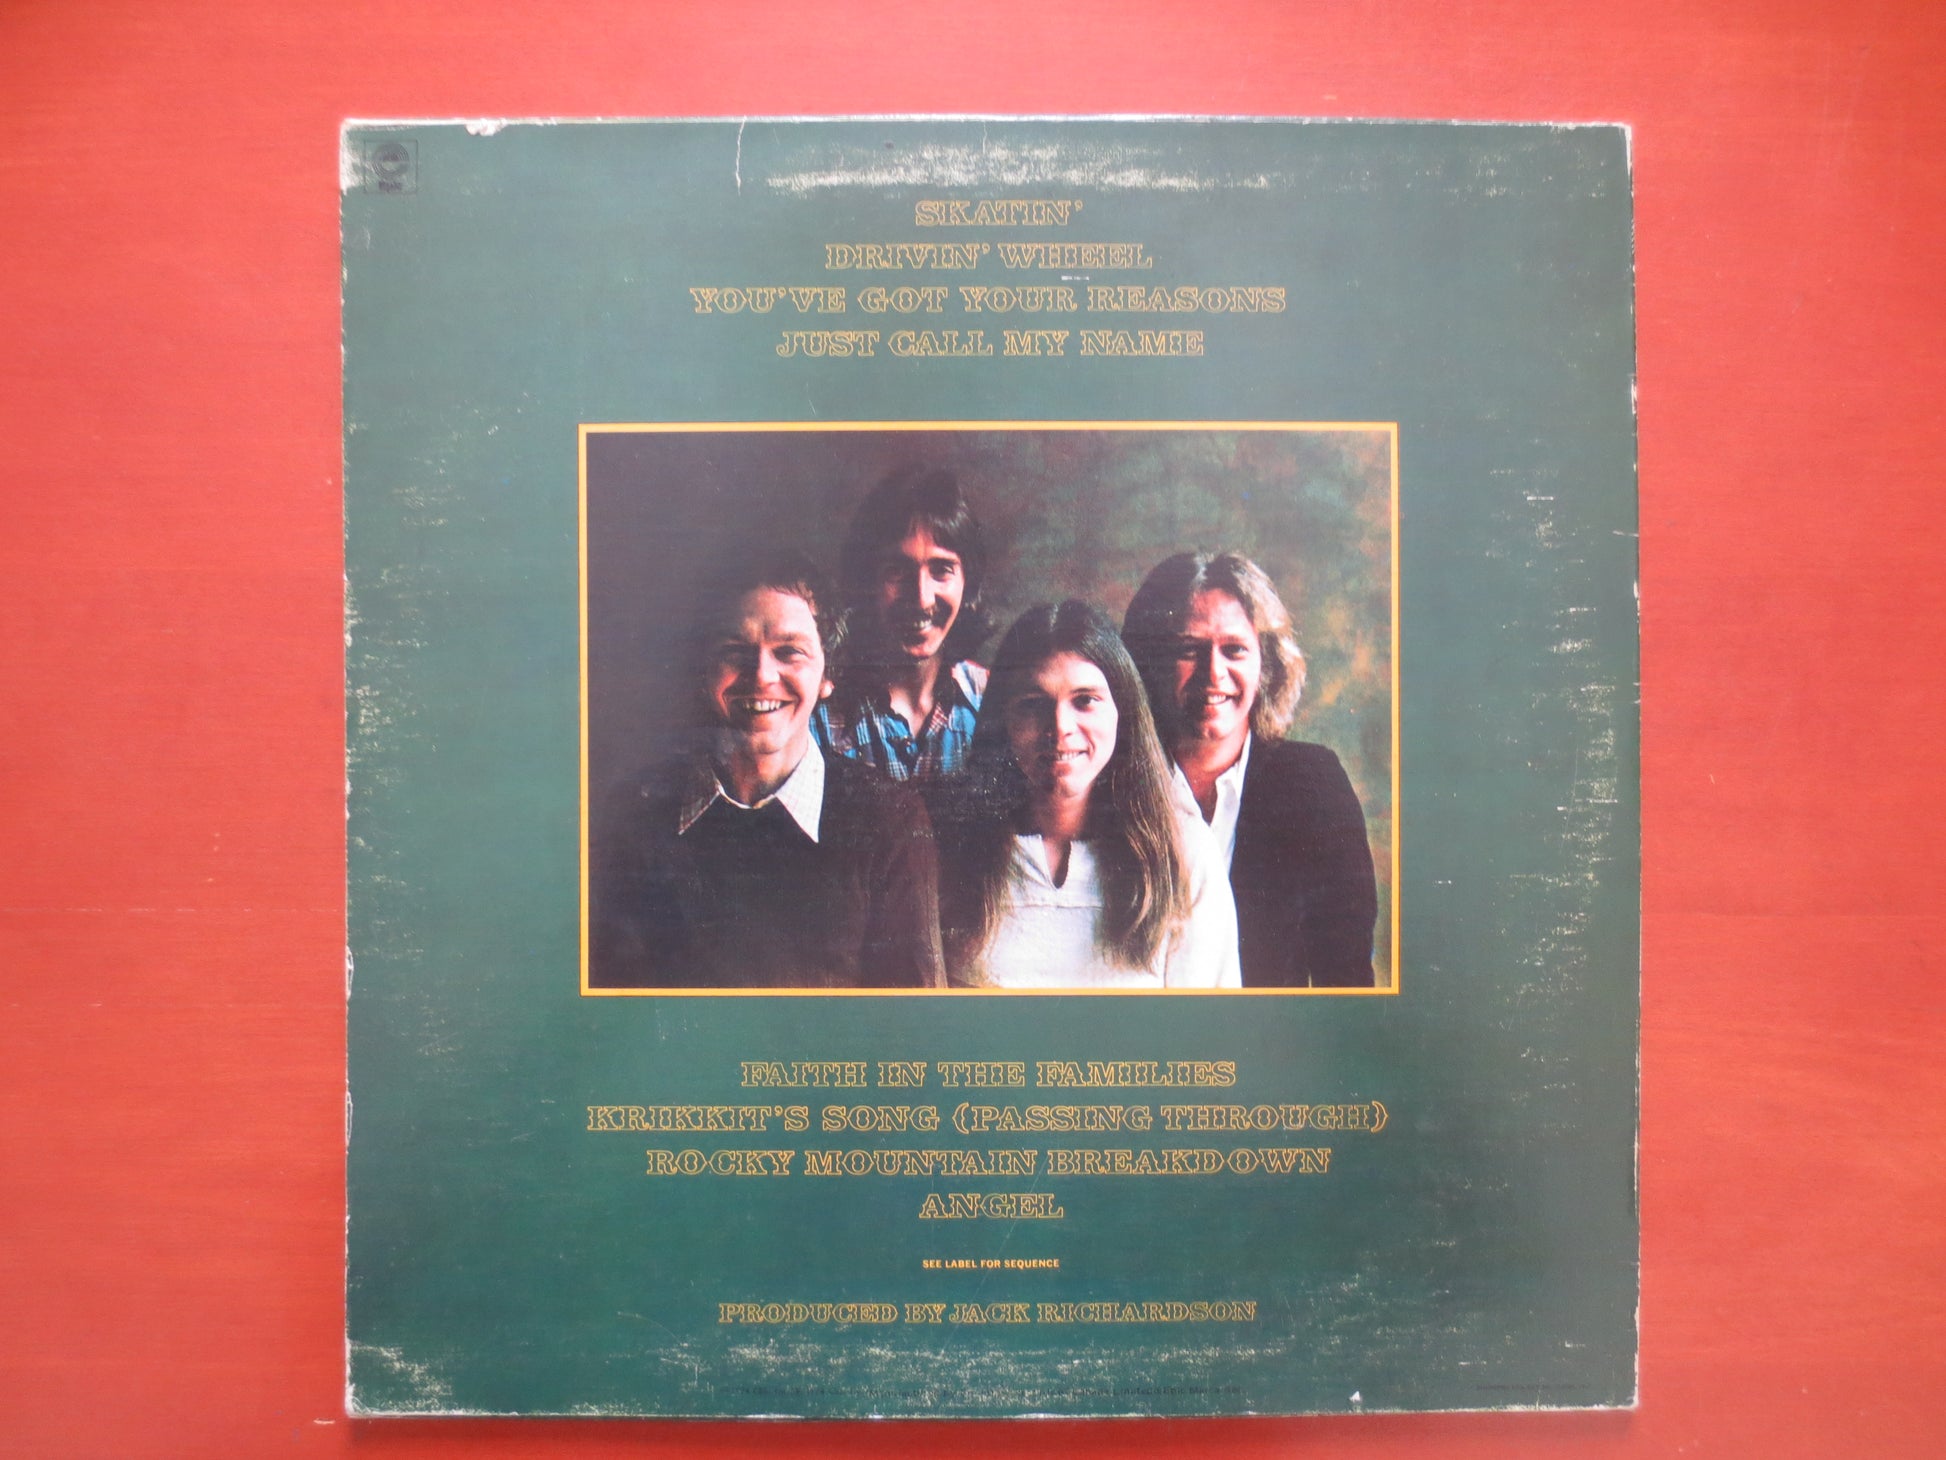 Epic
SKATIN'
DRIVIN' WHEEL
YOU'VE GOT YOUR REASONS
JUST CALL MY NAME
FAITH IN THE FAMILIES
KRIKKIT'S SONG (PASSING THROUGH)
ROCKY MOUNTAIN BREAKDOWN
ANGEL
SEE LABEL FOR SEQUENCE
PRODUCED BY JACK RICHARDSON